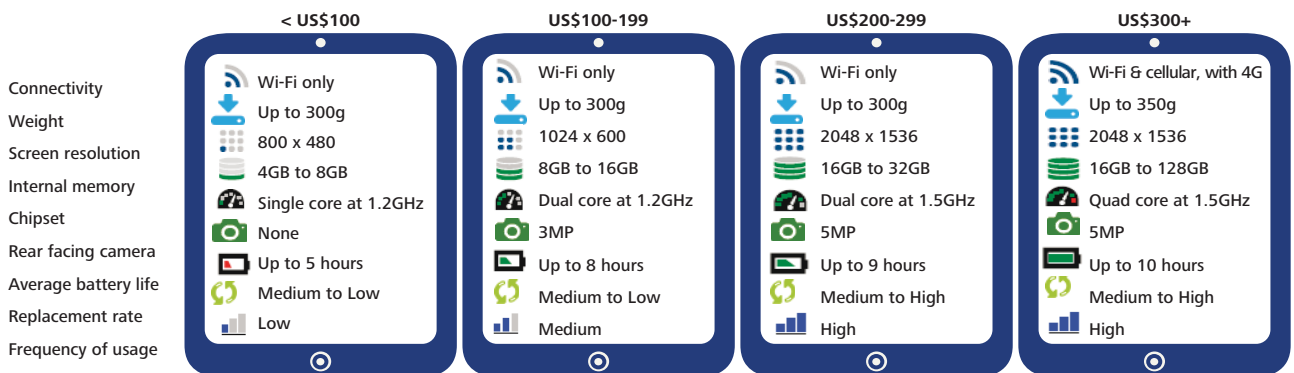 < US$100 US$100-199 US$200-299 US$300+
Connectivity Wi-Fi only Wi-Fi only Wi-Fi only Wi-Fi & cellular, with 4G
Weight Up to 300g Up to 300g Up to 300g Up to 350g
Screen resolution 800 x 480 1024 x 600 2048 x 1536 2048 x 1536
Internal memory 4GB to 8GB 8GB to 16GB 16GB to 32GB 16GB to 128GB
Chipset Single core at 1.2GHz Dual core at 1.2GHz Dual core at 1.5GHz Quad core at 1.5GHz
Rear facing camera None 3MP 5MP 5MP
Average battery life Up to 5 hours Up to 8 hours Up to 9 hours Up to 10 hours
Replacement rate Medium to Low Medium to Low Medium to High Medium to High
Frequency of usage Low Medium High High